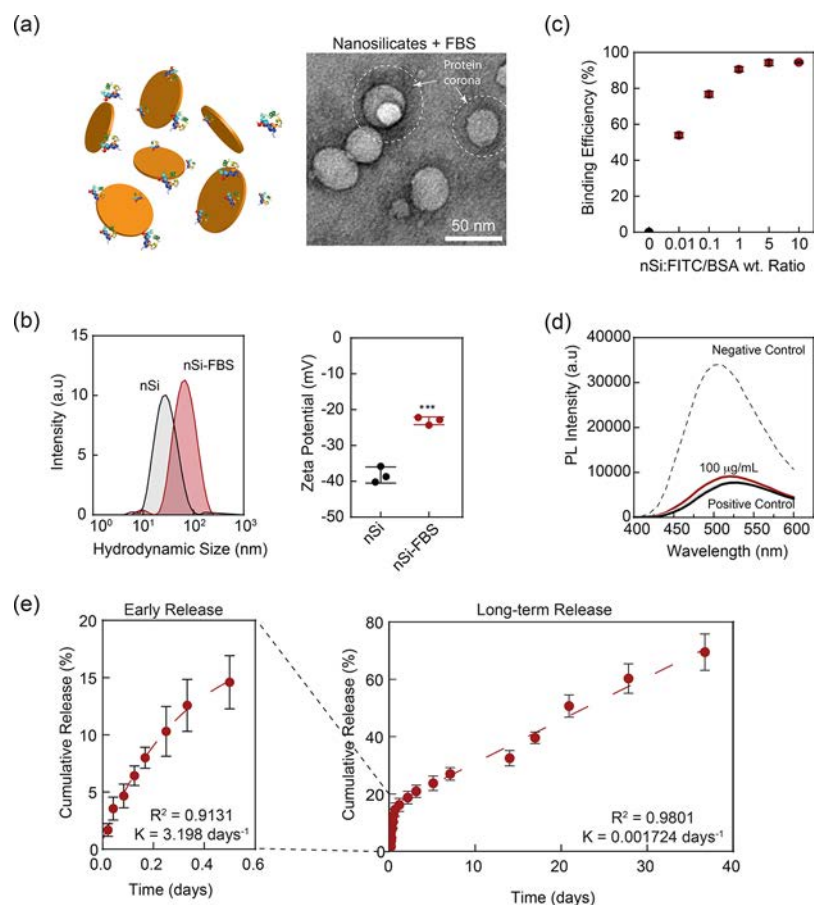 (a)
Nanosilicates + FBS
Protein
corona
50 nm
(c)
Binding Efficiency (%)
100
80
60
40
20
0
0 0.01 0.1 1 5 10
nSi:FITC/BSA wt. Ratio
(b)
Intensity (a.u)
15
10
5
0
nSi
nSi-FBS
10⁰ 10¹ 10² 10³
Hydrodynamic Size (nm)
Zeta Potential (mV)
0
-10
-20
-30
-40
-50
***
nSi
nSi-FBS
(d)
PL Intensity (a.u)
40000
30000
20000
10000
0
Negative Control
100 µg/mL
Positive Control
400 450 500 550 600
Wavelength (nm)
(e)
Early Release
Cumulative Release (%)
20
15
10
5
0
R² = 0.9131
K = 3.198 days⁻¹
0.0 0.2 0.4 0.6
Time (days)
Long-term Release
Cumulative Release (%)
80
60
40
20
0
R² = 0.9801
K = 0.001724 days⁻¹
0 10 20 30 40
Time (days)